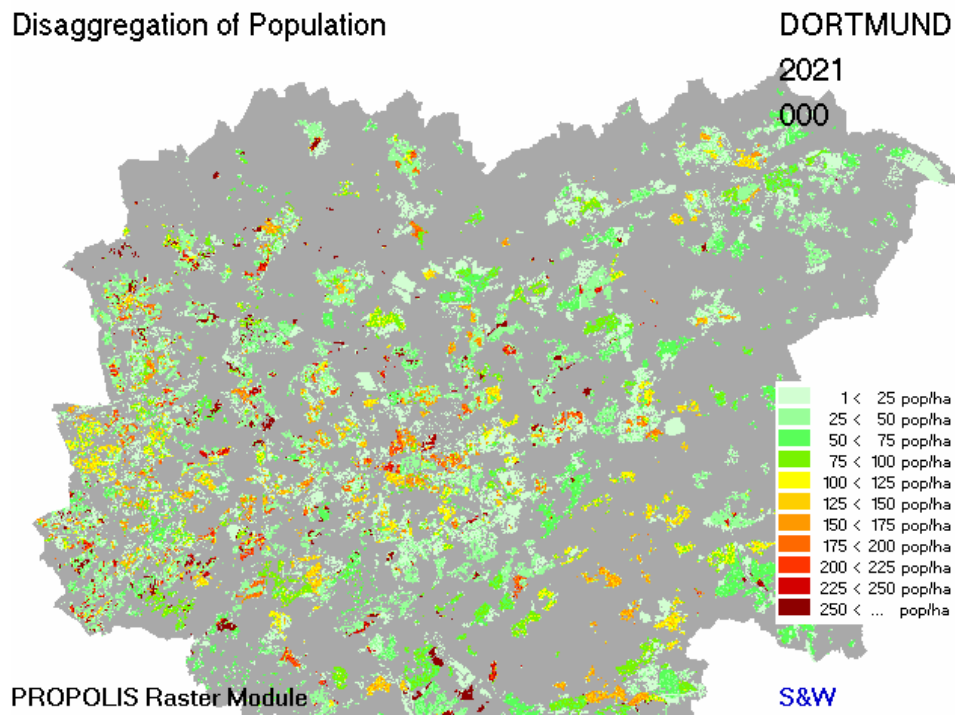 Disaggregation of Population
DORTMUND
2021
000
1 < 25 pop/ha
25 < 50 pop/ha
50 < 75 pop/ha
75 < 100 pop/ha
100 < 125 pop/ha
125 < 150 pop/ha
150 < 175 pop/ha
175 < 200 pop/ha
200 < 225 pop/ha
225 < 250 pop/ha
250 < ... pop/ha
PROPOLIS Raster Module
S&W